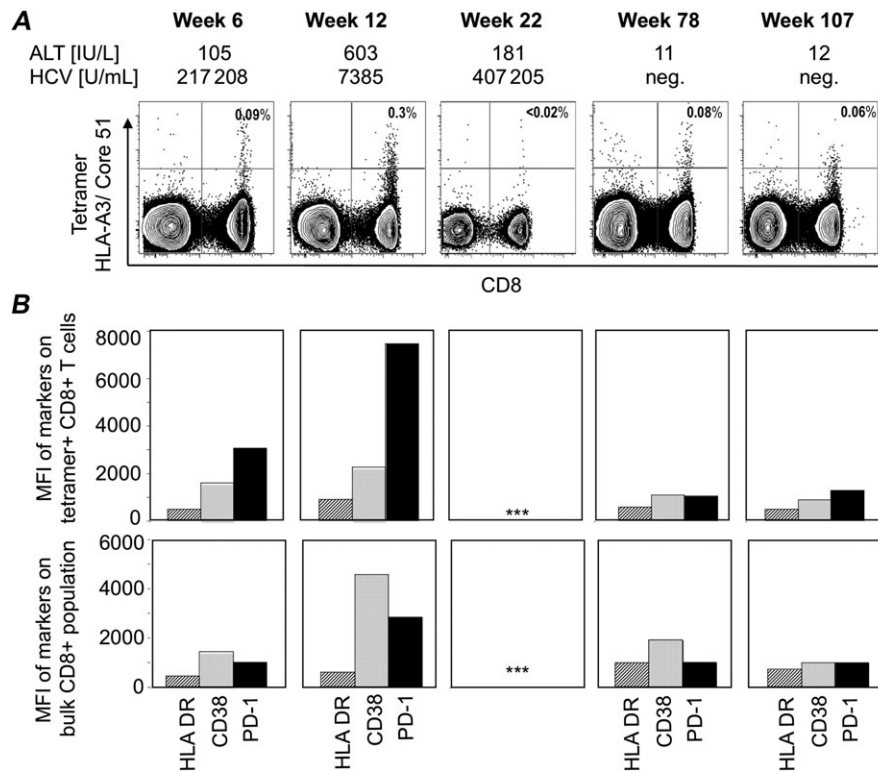 A
Week 6 Week 12 Week 22 Week 78 Week 107
ALT [IU/L] 105 603 181 11 12
HCV [U/mL] 217 208 7385 407 205 neg. neg.
0.09% 0.3% <0.02% 0.08% 0.06%
Tetramer
HLA-A3/ Core 51
CD8
B
MFI of markers on
tetramer+ CD8+ T cells
8000
6000
4000
2000
0
***
MFI of markers on
bulk CD8+ population
6000
4000
2000
0
***
HLA DR CD38 PD-1 HLA DR CD38 PD-1 HLA DR CD38 PD-1 HLA DR CD38 PD-1